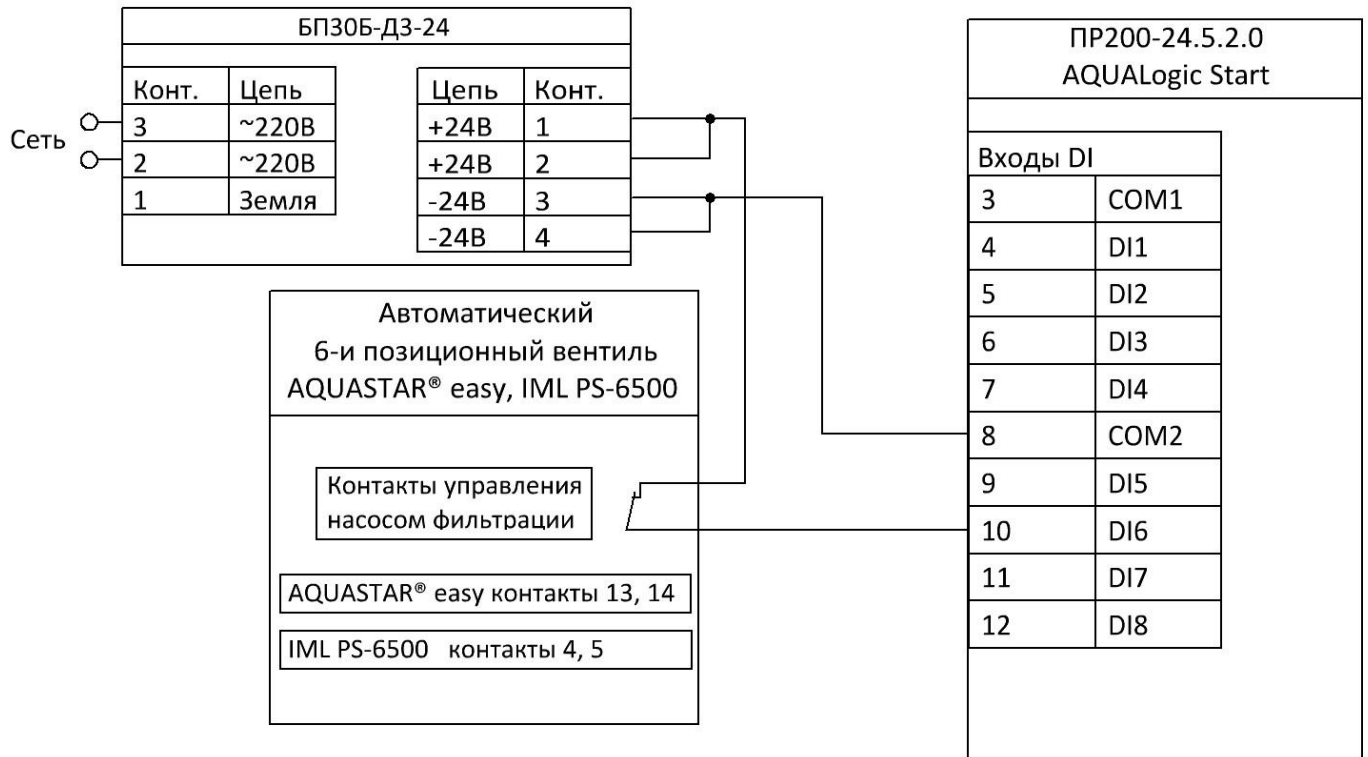 БП30Б-Д3-24
Конт. Цепь
3 ~220В
2 ~220В
1 Земля
Цепь Конт.
+24В 1
+24В 2
-24В 3
-24В 4
Сеть
Автоматический
6-и позиционный вентиль
AQUASTAR® easy, IML PS-6500
Контакты управления
насосом фильтрации
AQUASTAR® easy контакты 13, 14
IML PS-6500 контакты 4, 5
ПР200-24.5.2.0
AQUALogic Start
Входы DI
3 COM1
4 DI1
5 DI2
6 DI3
7 DI4
8 COM2
9 DI5
10 DI6
11 DI7
12 DI8